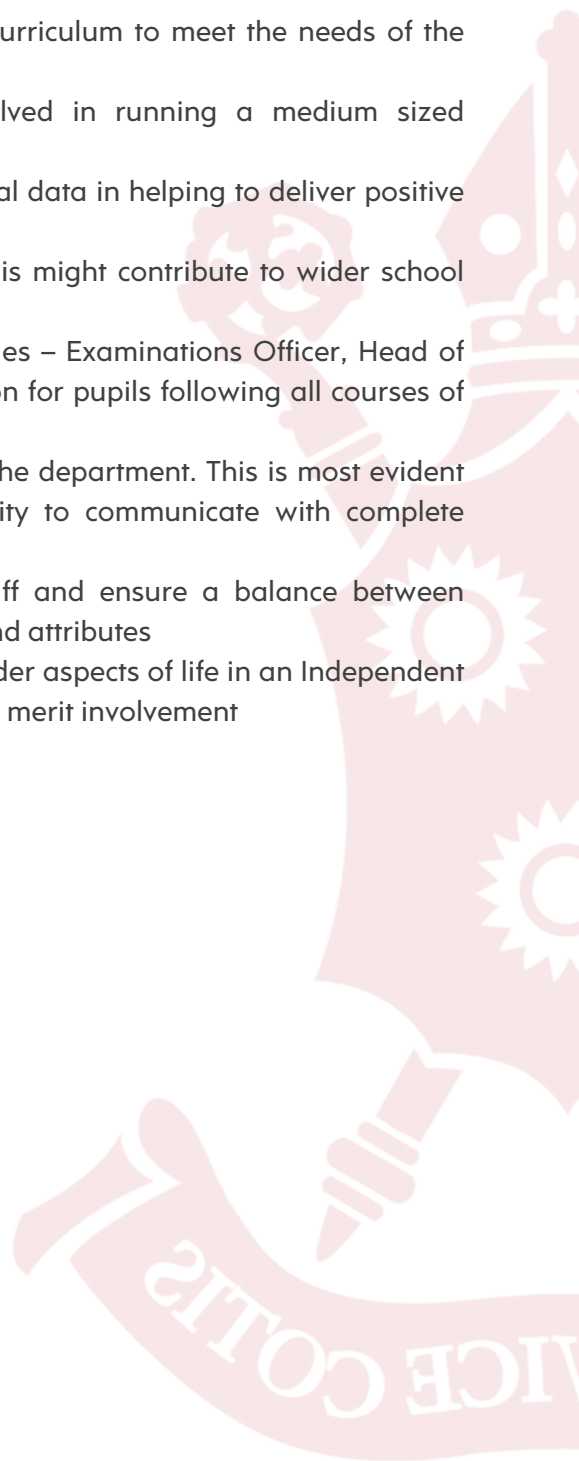 urriculum to meet the needs of the
lved in running a medium sized
al data in helping to deliver positive
is might contribute to wider school
es – Examinations Officer, Head of
on for pupils following all courses of
he department. This is most evident
ity to communicate with complete
ff and ensure a balance between
nd attributes
der aspects of life in an Independent
merit involvement
VICE COTIS